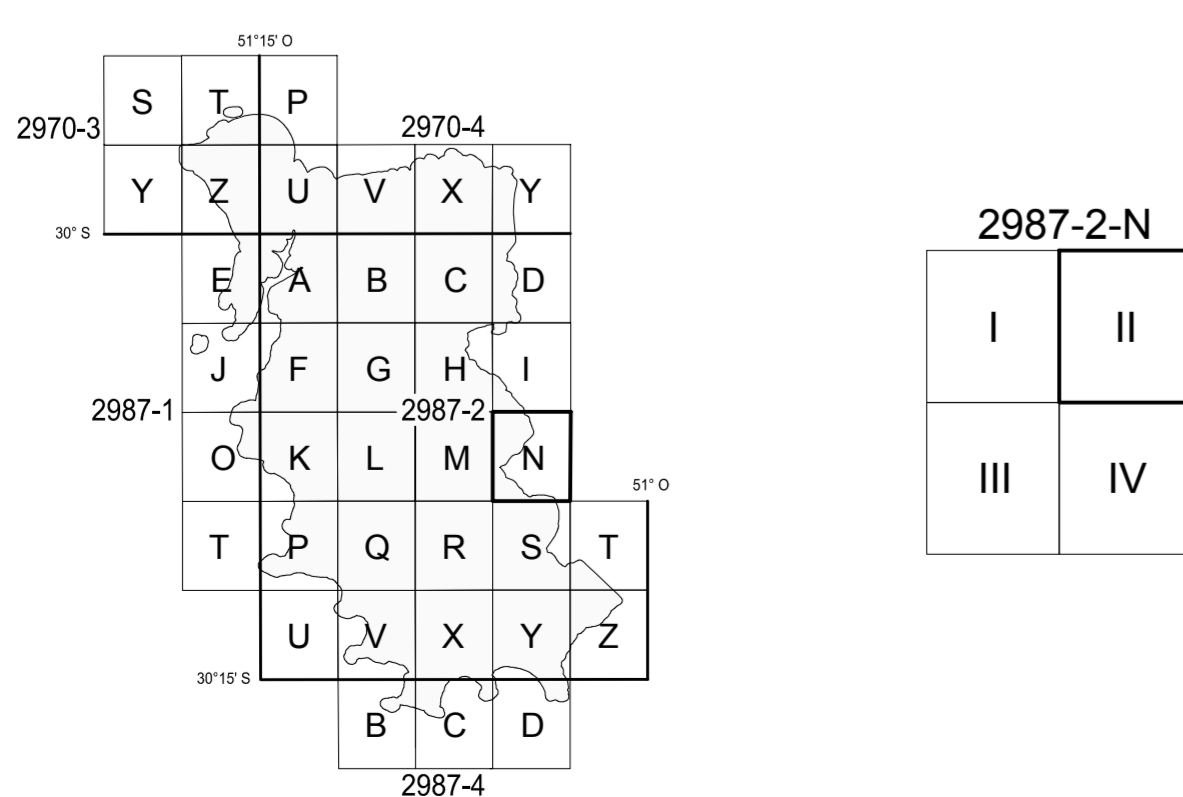 51°15' O
S T P
2970-3 2970-4
Y Z U V X Y
30° S
E A B C D
J F G H I
2987-1 2987-2
O K L M N
51° O
T P Q R S T
U V X Y Z
30°15' S
B C D
2987-4
2987-2-N
I II
III IV